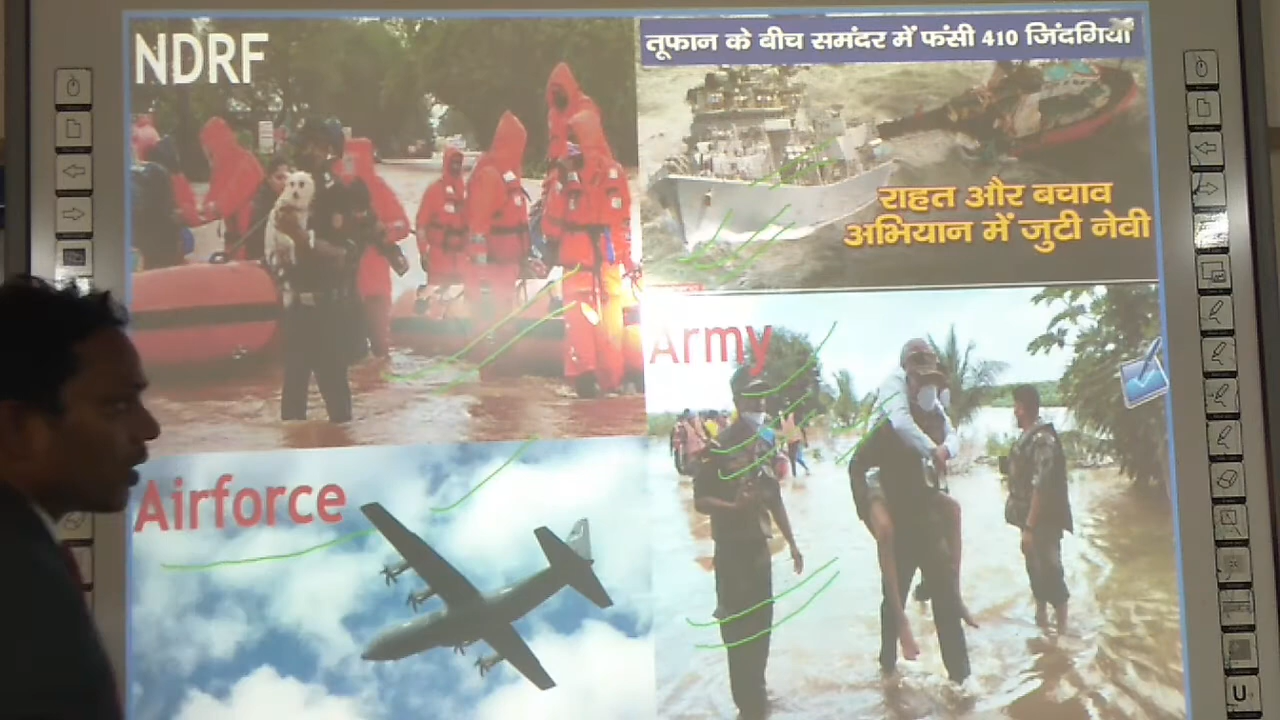 NDRF
तूफान के बीच समंदर में फंसी 410 जिंदगियां
राहत और बचाव
अभियान में जुटी नेवी
Army
Airforce
U